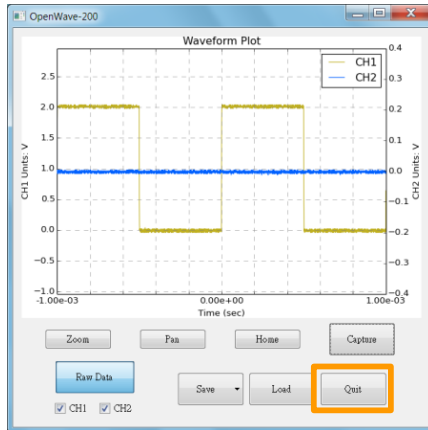 OpenWave-200
Waveform Plot
CH1
CH2
2.5
2.0
1.5
1.0
0.5
0.0
−0.5
−1.0
CH1 Units: V
0.4
0.3
0.2
0.1
0.0
−0.1
−0.2
−0.3
−0.4
CH2 Units: V
-1.00e-03 0.00e+00 1.00e-03
Time (sec)
Zoom Pan Home Capture
Raw Data Save Load Quit
CH1 CH2